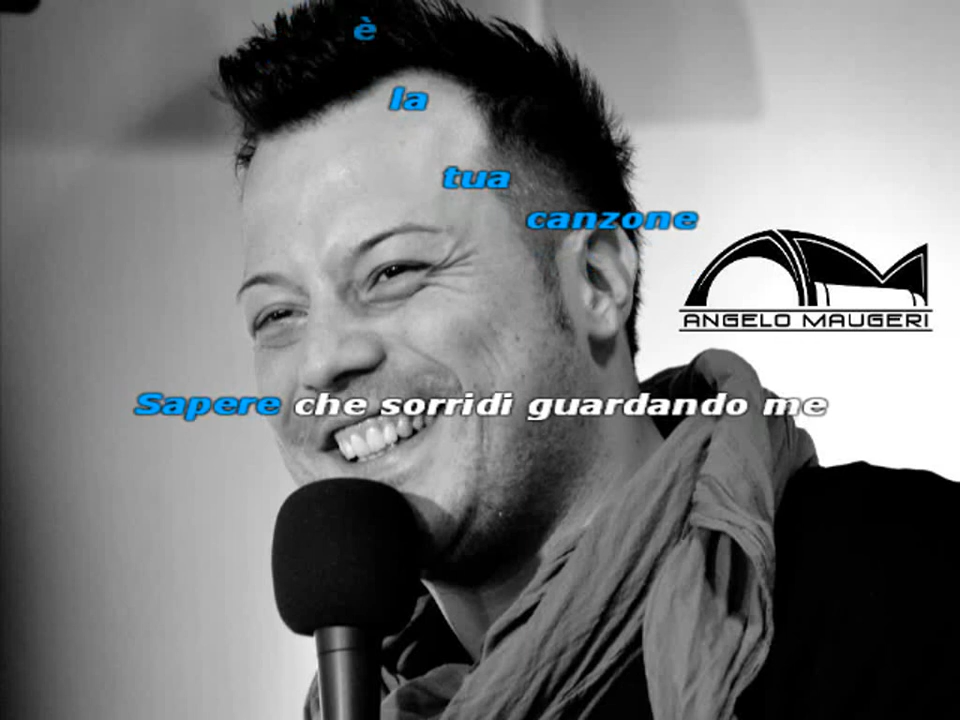 è
la
tua
canzone
ANGELO MAUGERI
Sapere che sorridi guardando me